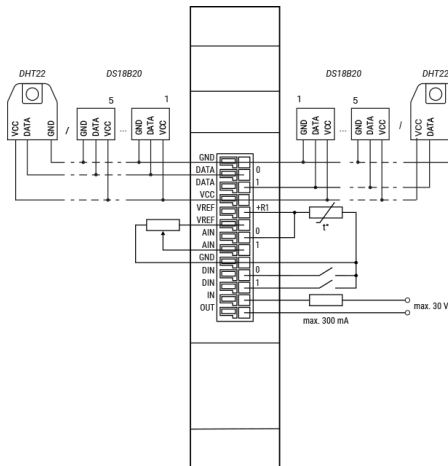 DS18B20 DS18B20
DHT22 DHT22
5 1 1 5
VCC DATA GND / GND DATA VCC ... GND DATA VCC GND DATA VCC ... GND DATA VCC / VCC DATA
GND
DATA 0
DATA 1
VCC
VREF +R1
VREF
AIN 0
AIN 1
t°
GND
DIN 0
DIN 1
IN
max. 30 V
OUT
max. 300 mA